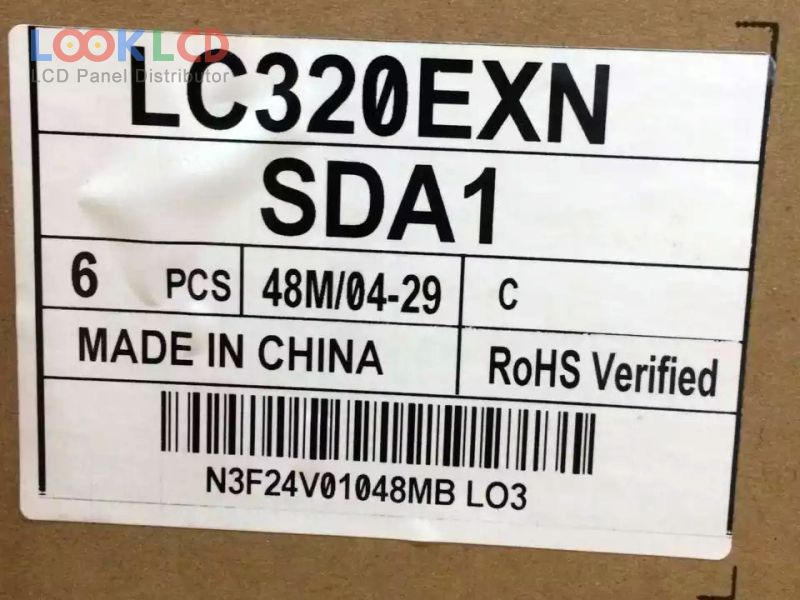 LOOKLCD
LCD Panel Distributor
LC320EXN
SDA1
6 PCS 48M/04-29 C
MADE IN CHINA RoHS Verified
N3F24V01048MB LO3